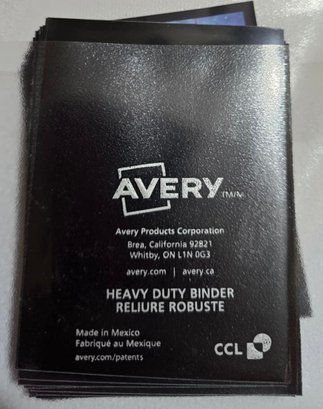 AVERY TM/MC
Avery Products Corporation
Brea, California 92821
Whitby, ON L1N 0G3
avery.com | avery.ca
HEAVY DUTY BINDER
RELIURE ROBUSTE
Made in Mexico
Fabriqué au Mexique
avery.com/patents
CCL